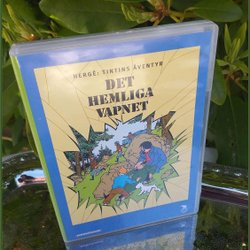 HERGÉ: TINTINS ÄVENTYR
DET
HEMLIGA
VAPNET